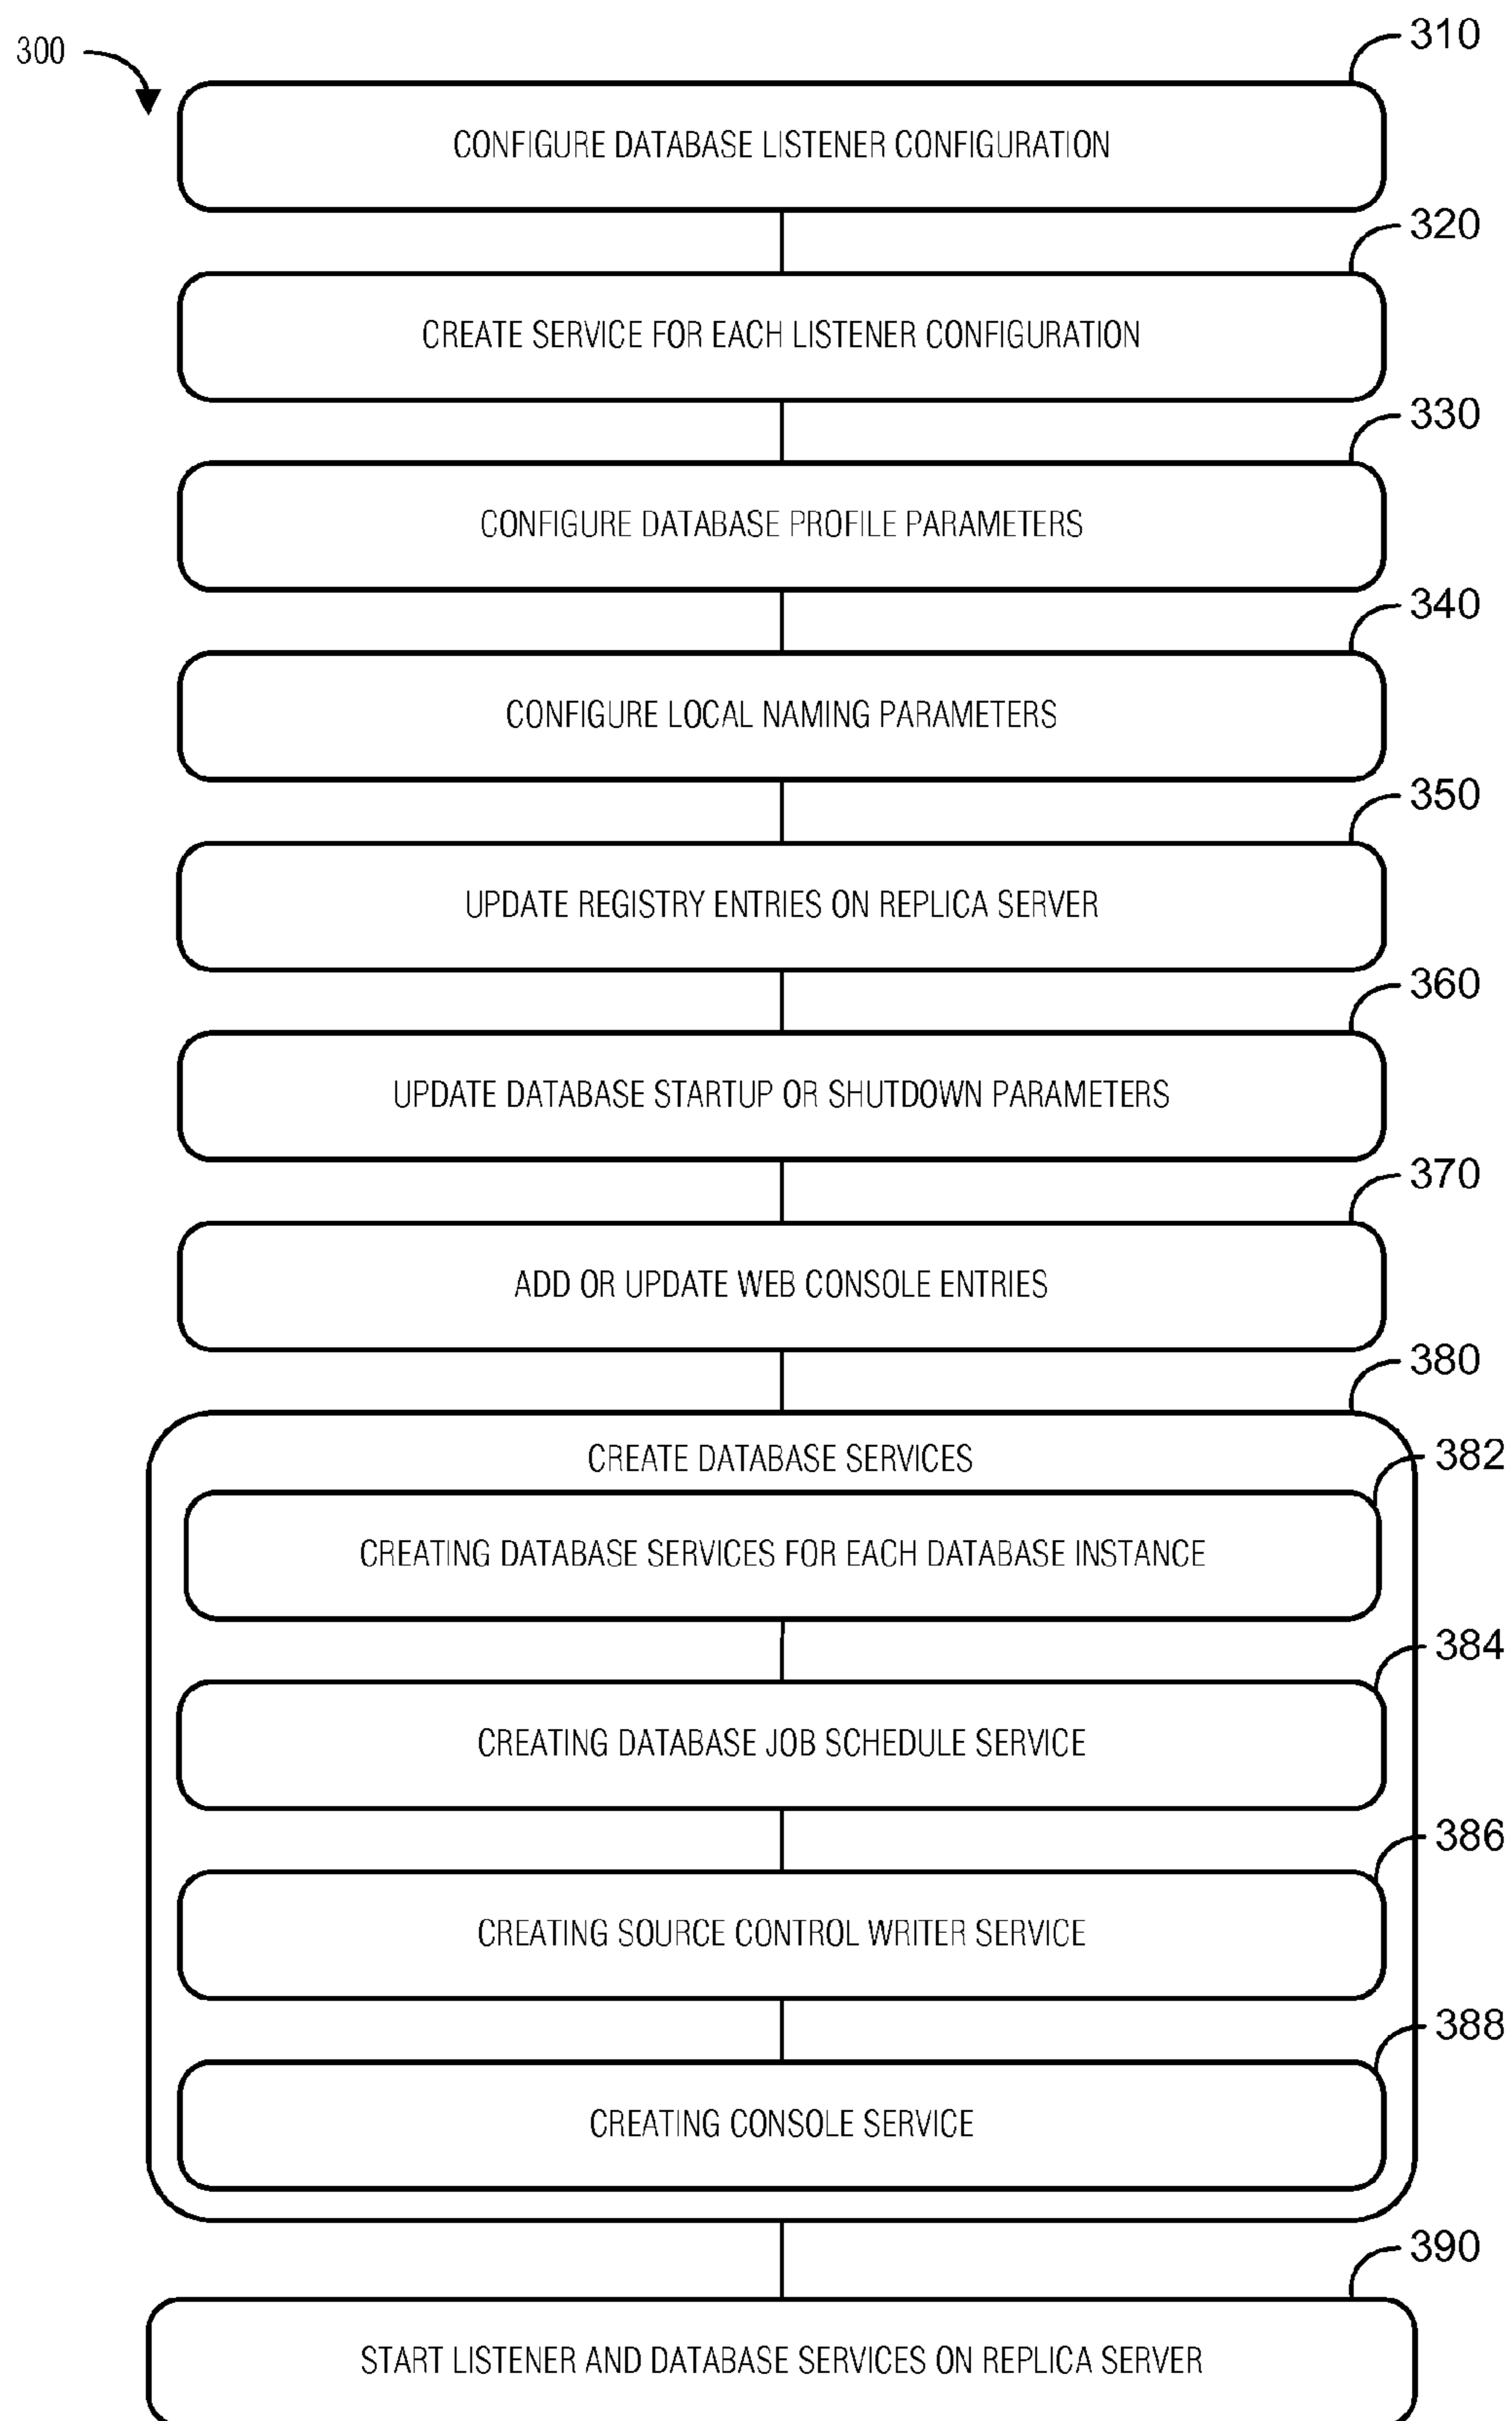 300
310
CONFIGURE DATABASE LISTENER CONFIGURATION
320
CREATE SERVICE FOR EACH LISTENER CONFIGURATION
330
CONFIGURE DATABASE PROFILE PARAMETERS
340
CONFIGURE LOCAL NAMING PARAMETERS
350
UPDATE REGISTRY ENTRIES ON REPLICA SERVER
360
UPDATE DATABASE STARTUP OR SHUTDOWN PARAMETERS
370
ADD OR UPDATE WEB CONSOLE ENTRIES
380
CREATE DATABASE SERVICES
382
CREATING DATABASE SERVICES FOR EACH DATABASE INSTANCE
384
CREATING DATABASE JOB SCHEDULE SERVICE
386
CREATING SOURCE CONTROL WRITER SERVICE
388
CREATING CONSOLE SERVICE
390
START LISTENER AND DATABASE SERVICES ON REPLICA SERVER